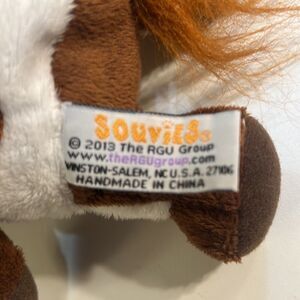 SOUVIES®
© 2013 The RGU Group
www.theRGUgroup.com
WINSTON-SALEM, NC U.S.A. 27106
HANDMADE IN CHINA